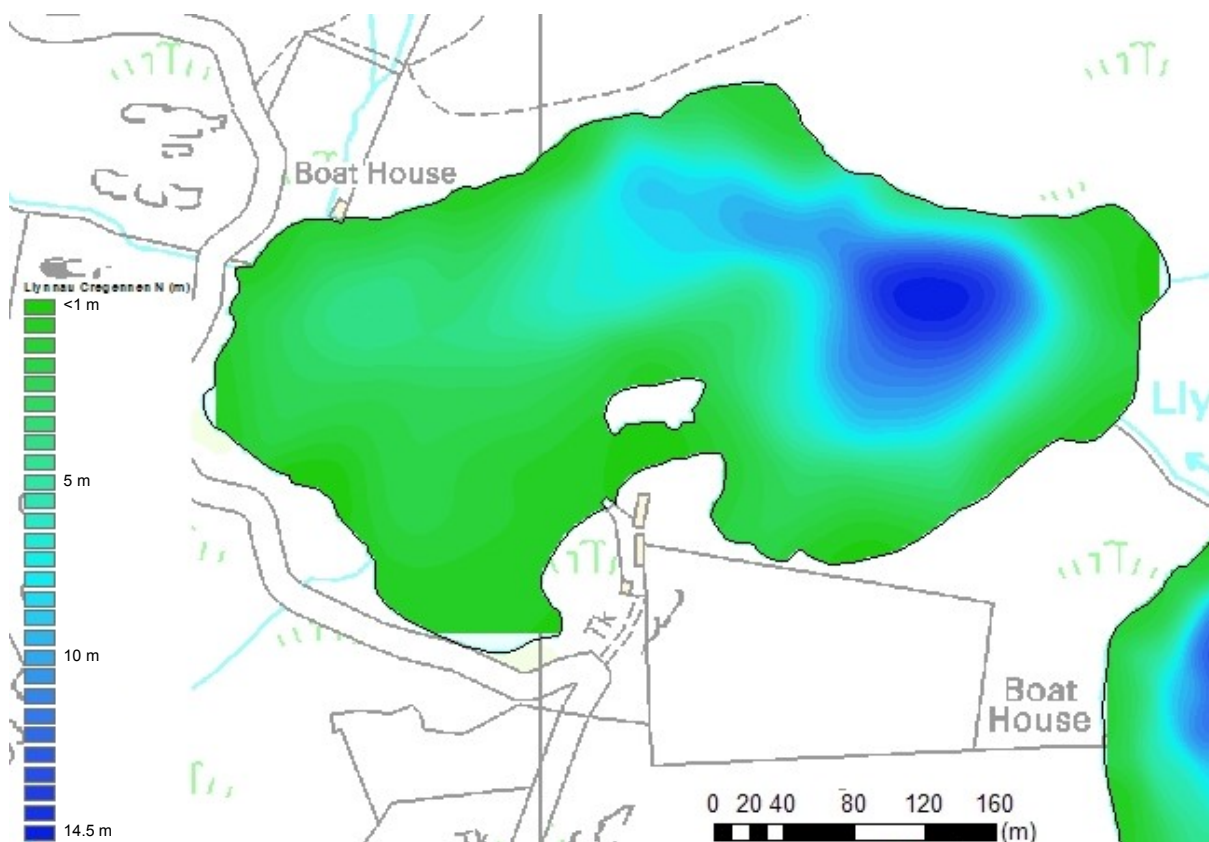 Boat House
Llynnau Cregennen N (m)
<1 m
5 m
10 m
14.5 m
Lly
Tk
Boat
House
0 20 40 80 120 160
(m)
Tk